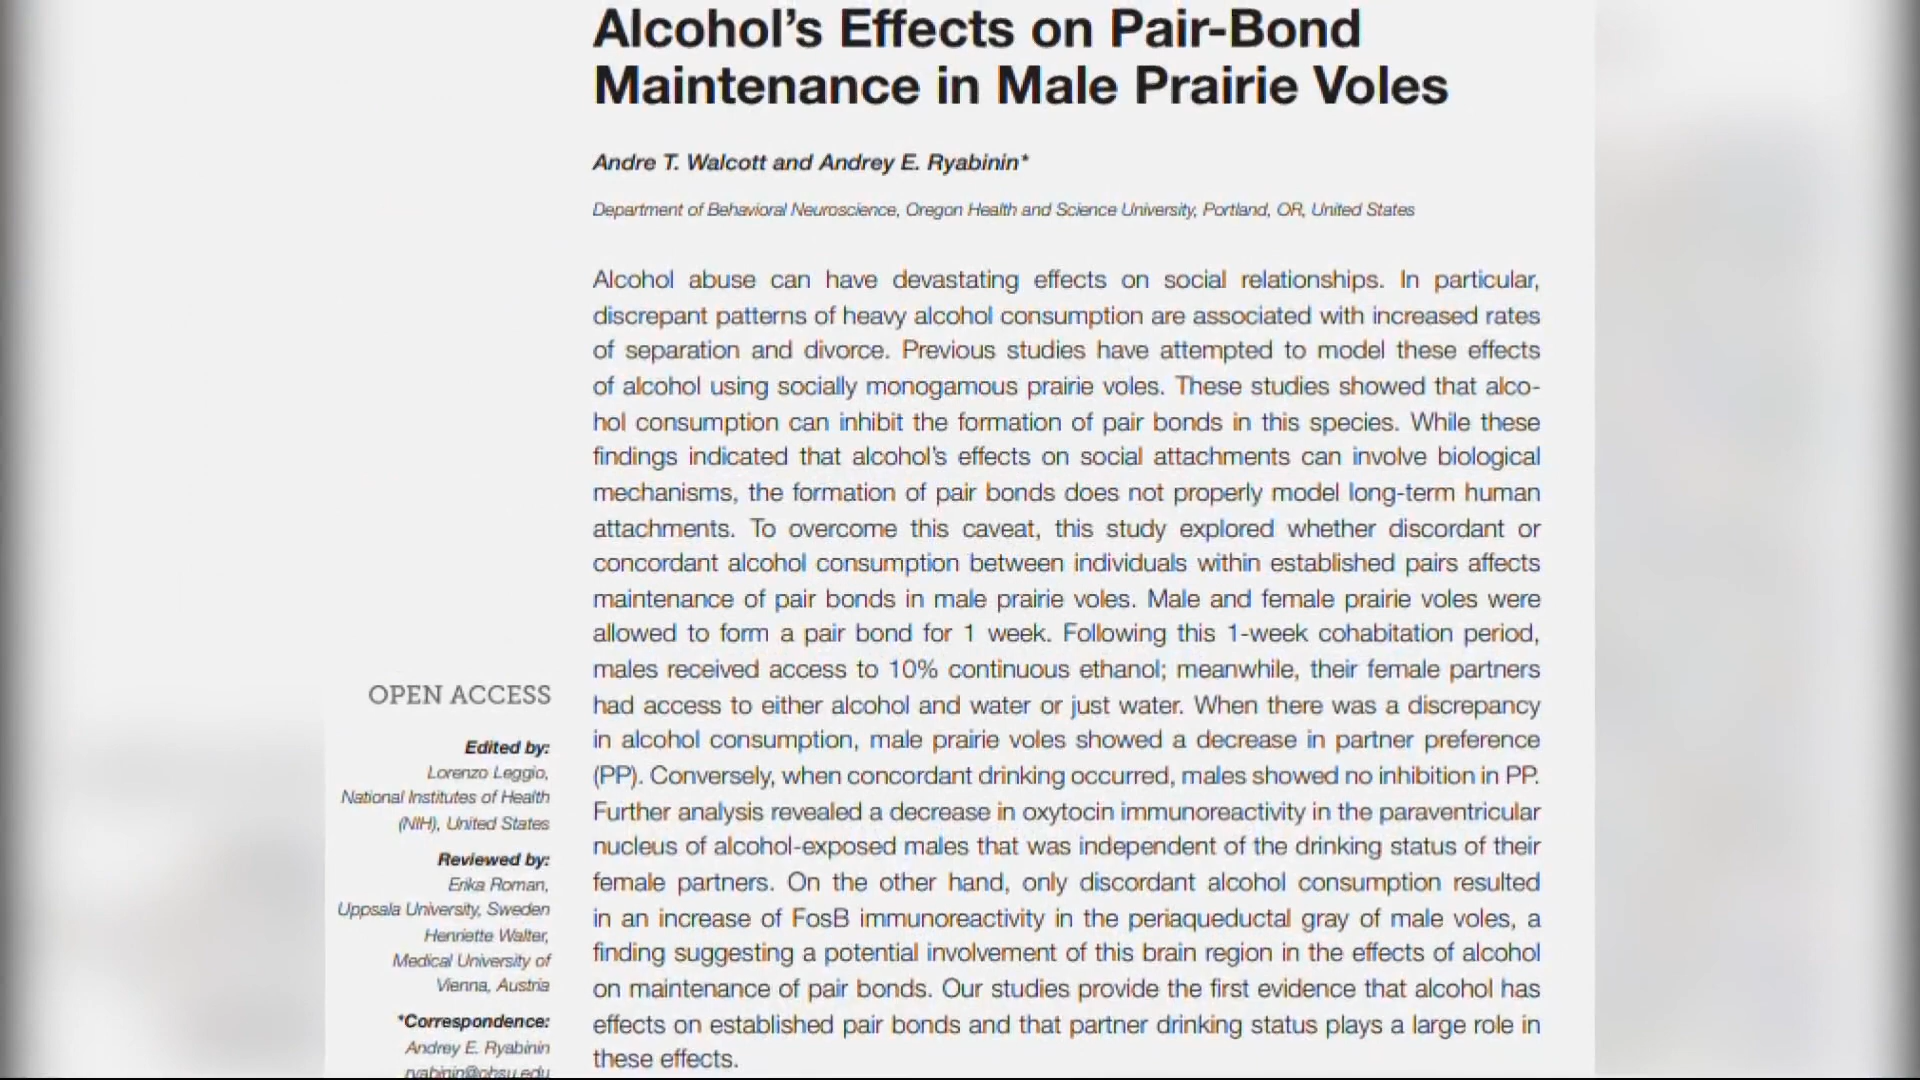 Alcohol's Effects on Pair-Bond
Maintenance in Male Prairie Voles
Andre T. Walcott and Andrey E. Ryabinin*
Department of Behavioral Neuroscience, Oregon Health and Science University, Portland, OR, United States
Alcohol abuse can have devastating effects on social relationships. In particular,
discrepant patterns of heavy alcohol consumption are associated with increased rates
of separation and divorce. Previous studies have attempted to model these effects
of alcohol using socially monogamous prairie voles. These studies showed that alco-
hol consumption can inhibit the formation of pair bonds in this species. While these
findings indicated that alcohol's effects on social attachments can involve biological
mechanisms, the formation of pair bonds does not properly model long-term human
attachments. To overcome this caveat, this study explored whether discordant or
concordant alcohol consumption between individuals within established pairs affects
maintenance of pair bonds in male prairie voles. Male and female prairie voles were
allowed to form a pair bond for 1 week. Following this 1-week cohabitation period,
males received access to 10% continuous ethanol; meanwhile, their female partners
had access to either alcohol and water or just water. When there was a discrepancy
in alcohol consumption, male prairie voles showed a decrease in partner preference
(PP). Conversely, when concordant drinking occurred, males showed no inhibition in PP.
Further analysis revealed a decrease in oxytocin immunoreactivity in the paraventricular
nucleus of alcohol-exposed males that was independent of the drinking status of their
female partners. On the other hand, only discordant alcohol consumption resulted
in an increase of FosB immunoreactivity in the periaqueductal gray of male voles, a
finding suggesting a potential involvement of this brain region in the effects of alcohol
on maintenance of pair bonds. Our studies provide the first evidence that alcohol has
effects on established pair bonds and that partner drinking status plays a large role in
these effects.
OPEN ACCESS
Edited by:
Lorenzo Leggio,
National Institutes of Health
(NIH), United States
Reviewed by:
Erika Roman,
Uppsala University, Sweden
Henriette Walter,
Medical University of
Vienna, Austria
*Correspondence:
Andrey E. Ryabinin
ryabinin@ohsu.edu